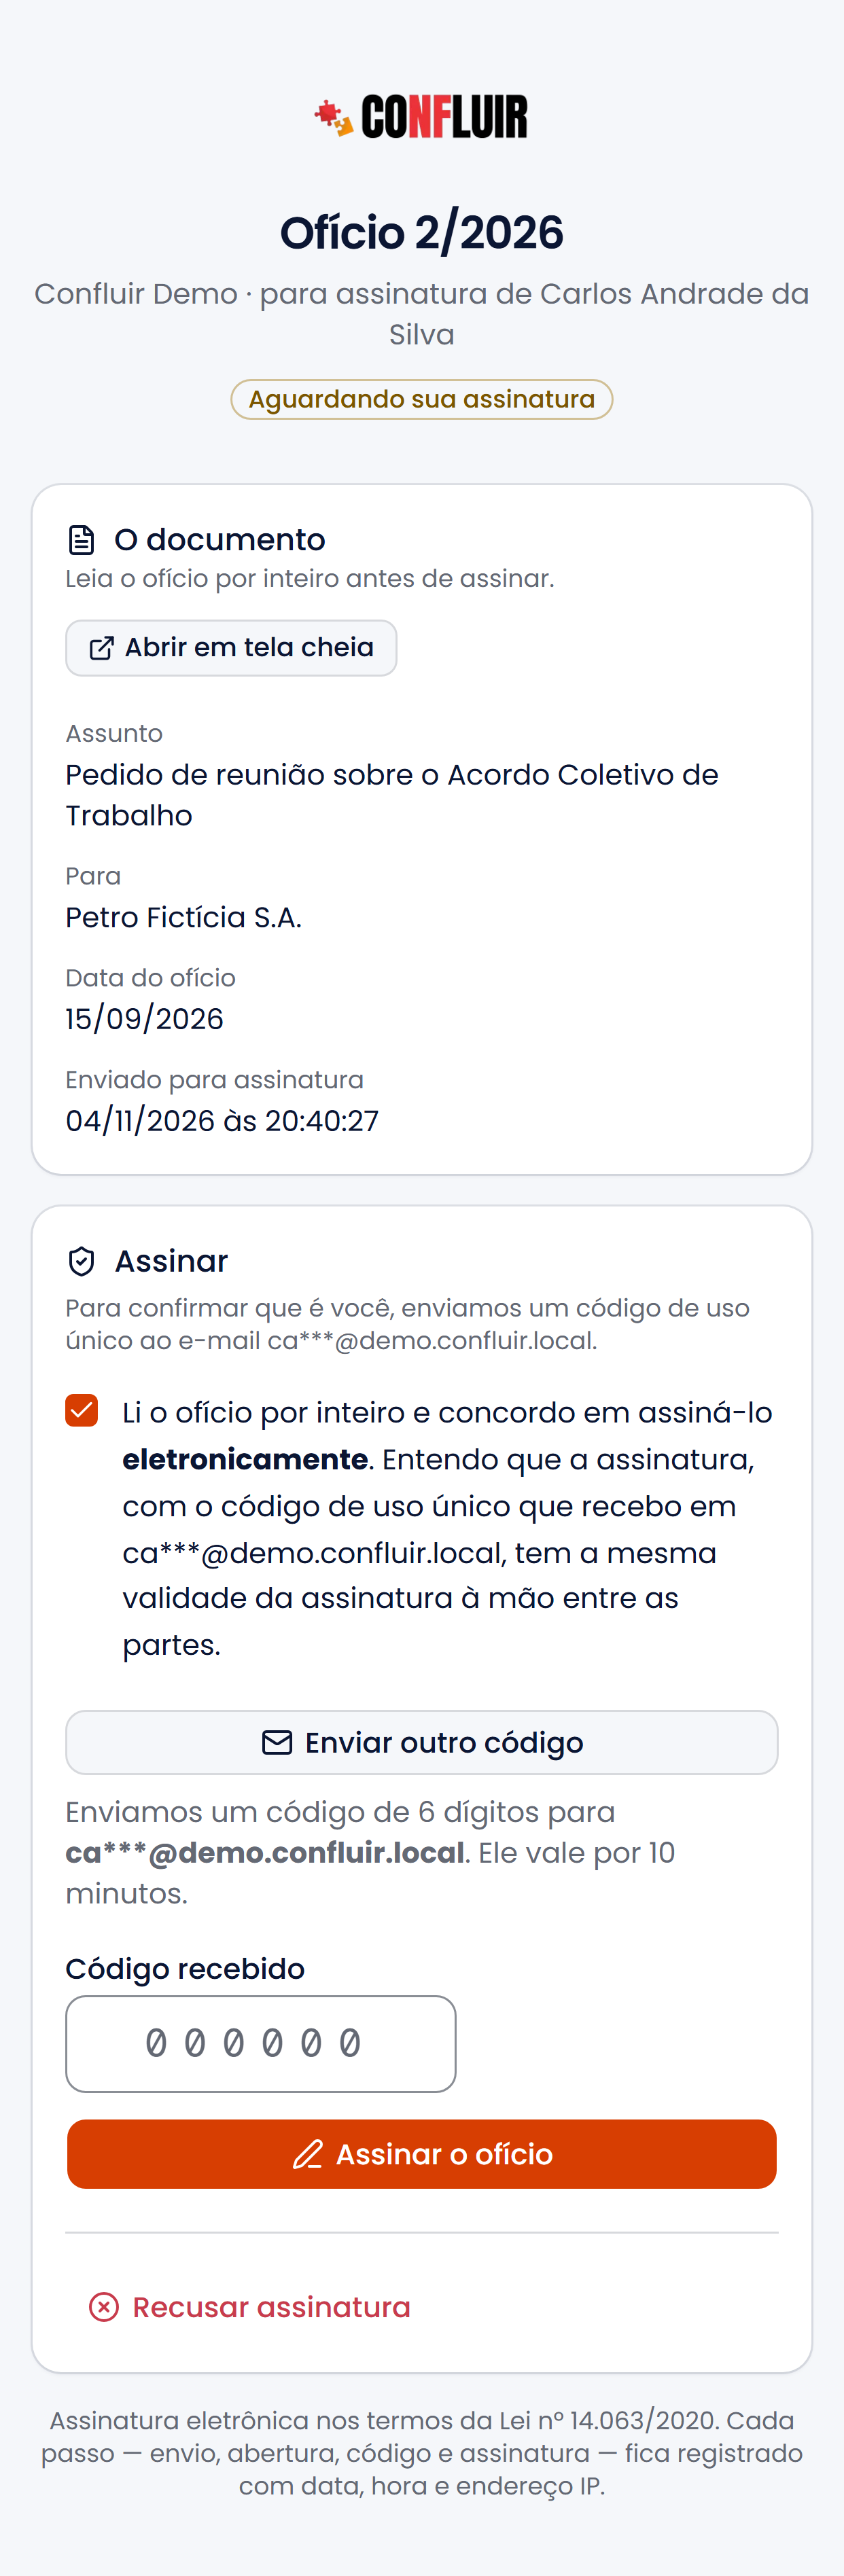 CONFLUIR
Ofício 2/2026
Confluir Demo · para assinatura de Carlos Andrade da
Silva
Aguardando sua assinatura
O documento
Leia o ofício por inteiro antes de assinar.
Abrir em tela cheia
Assunto
Pedido de reunião sobre o Acordo Coletivo de
Trabalho
Para
Petro Fictícia S.A.
Data do ofício
15/09/2026
Enviado para assinatura
04/11/2026 às 20:40:27
Assinar
Para confirmar que é você, enviamos um código de uso
único ao e-mail ca***@demo.confluir.local.
Li o ofício por inteiro e concordo em assiná-lo
eletronicamente. Entendo que a assinatura,
com o código de uso único que recebo em
ca***@demo.confluir.local, tem a mesma
validade da assinatura à mão entre as
partes.
Enviar outro código
Enviamos um código de 6 dígitos para
ca***@demo.confluir.local. Ele vale por 10
minutos.
Código recebido
000000
Assinar o ofício
Recusar assinatura
Assinatura eletrônica nos termos da Lei nº 14.063/2020. Cada
passo — envio, abertura, código e assinatura — fica registrado
com data, hora e endereço IP.